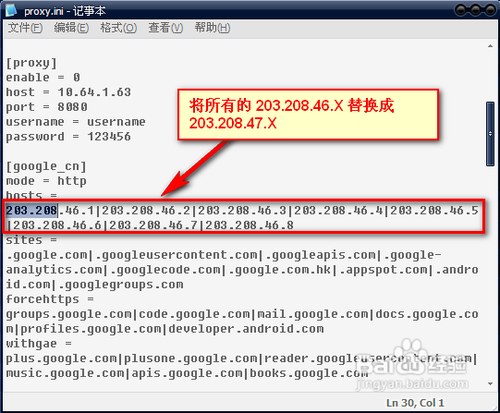 proxy.ini - 记事本
文件(F) 编辑(E) 格式(O) 查看(V) 帮助(H)
[proxy]
enable = 0
host = 10.64.1.63
port = 8080
username = username
password = 123456
将所有的 203.208.46.X 替换成
203.208.47.X
[google_cn]
mode = http
hosts =
203.208.46.1|203.208.46.2|203.208.46.3|203.208.46.4|203.208.46.5
|203.208.46.6|203.208.46.7|203.208.46.8
sites =
.google.com|.googleusercontent.com|.googleapis.com|.google-
analytics.com|.googlecode.com|.google.com.hk|.appspot.com|.andro
id.com|.googlegroups.com
forcehttps =
groups.google.com|code.google.com|mail.google.com|docs.google.co
m|profiles.google.com|developer.android.com
withgae =
plus.google.com|plusone.google.com|reader.googleusercontent.com|
music.google.com|apis.google.com|books.google.com
Baidu 经验
jingyan.baidu.com
Ln 30, Col 1